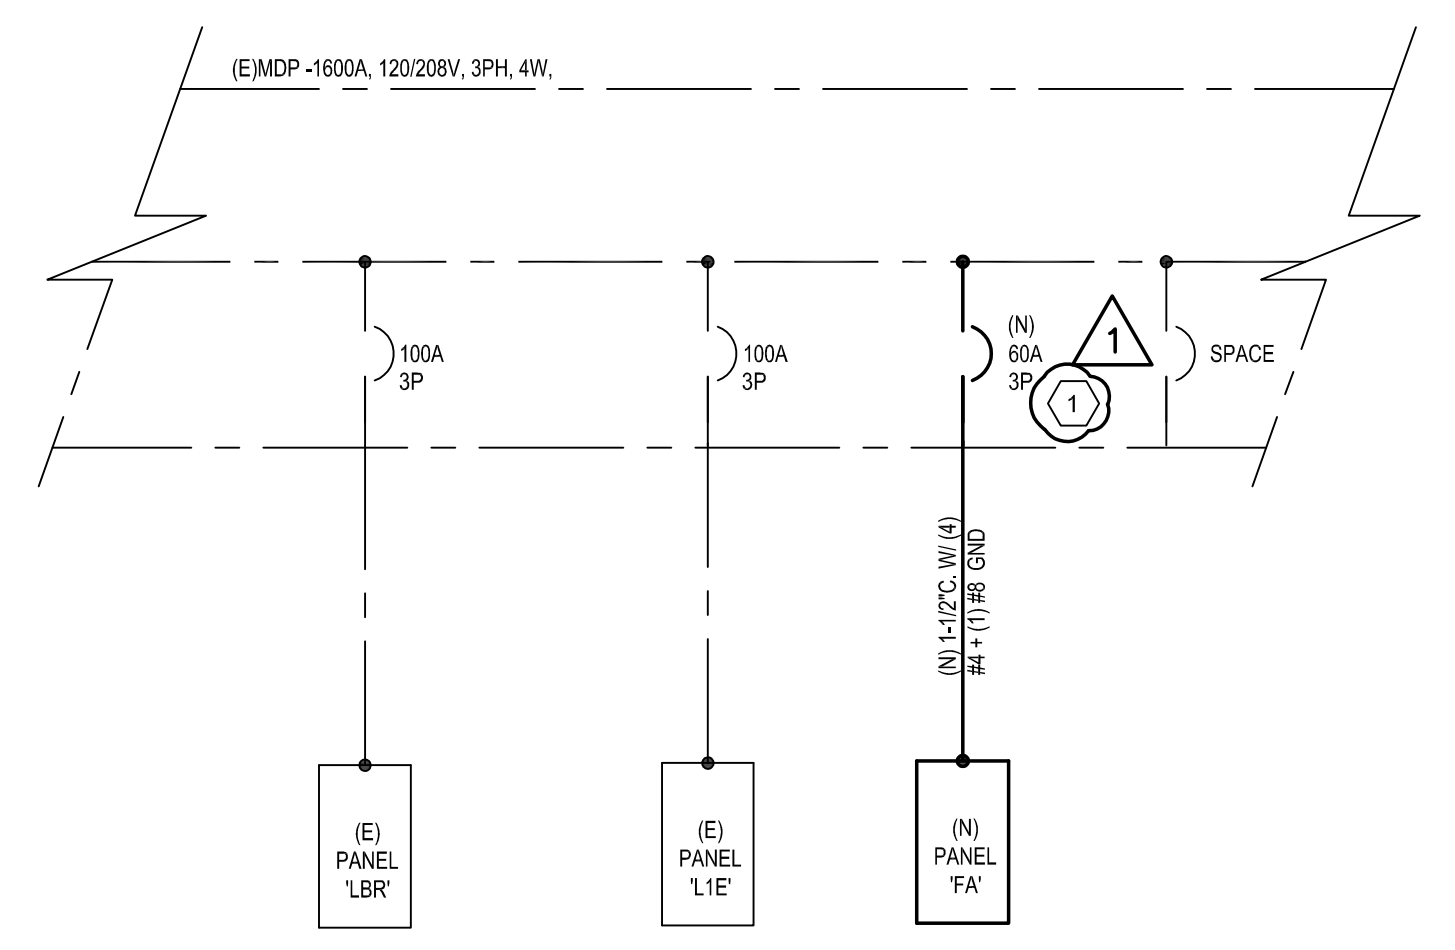 (E)MDP -1600A, 120/208V, 3PH, 4W,
100A
3P
100A
3P
(N)
60A
3P
1
1
SPACE
(N) 1-1/2"C. W/ (4)
#4 + (1) #8 GND
(E)
PANEL
'LBR'
(E)
PANEL
'L1E'
(N)
PANEL
'FA'